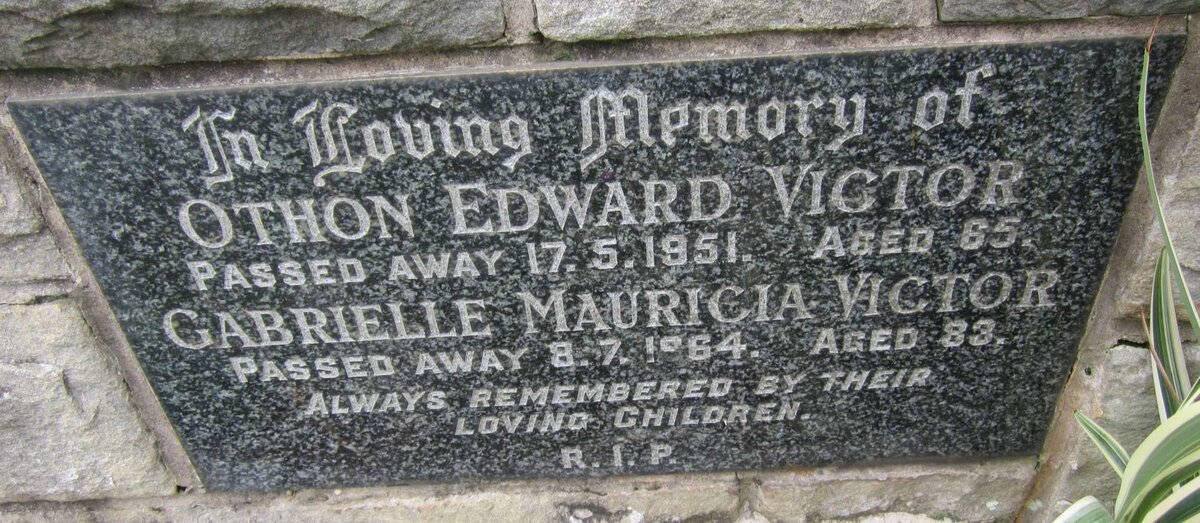 In Loving Memory of
OTHON EDWARD VICTOR
PASSED AWAY 17.5.1951. AGED 65.
GABRIELLE MAURICIA VICTOR
PASSED AWAY 8.7.1964. AGED 83.
ALWAYS REMEMBERED BY THEIR
LOVING CHILDREN.
R.I.P.